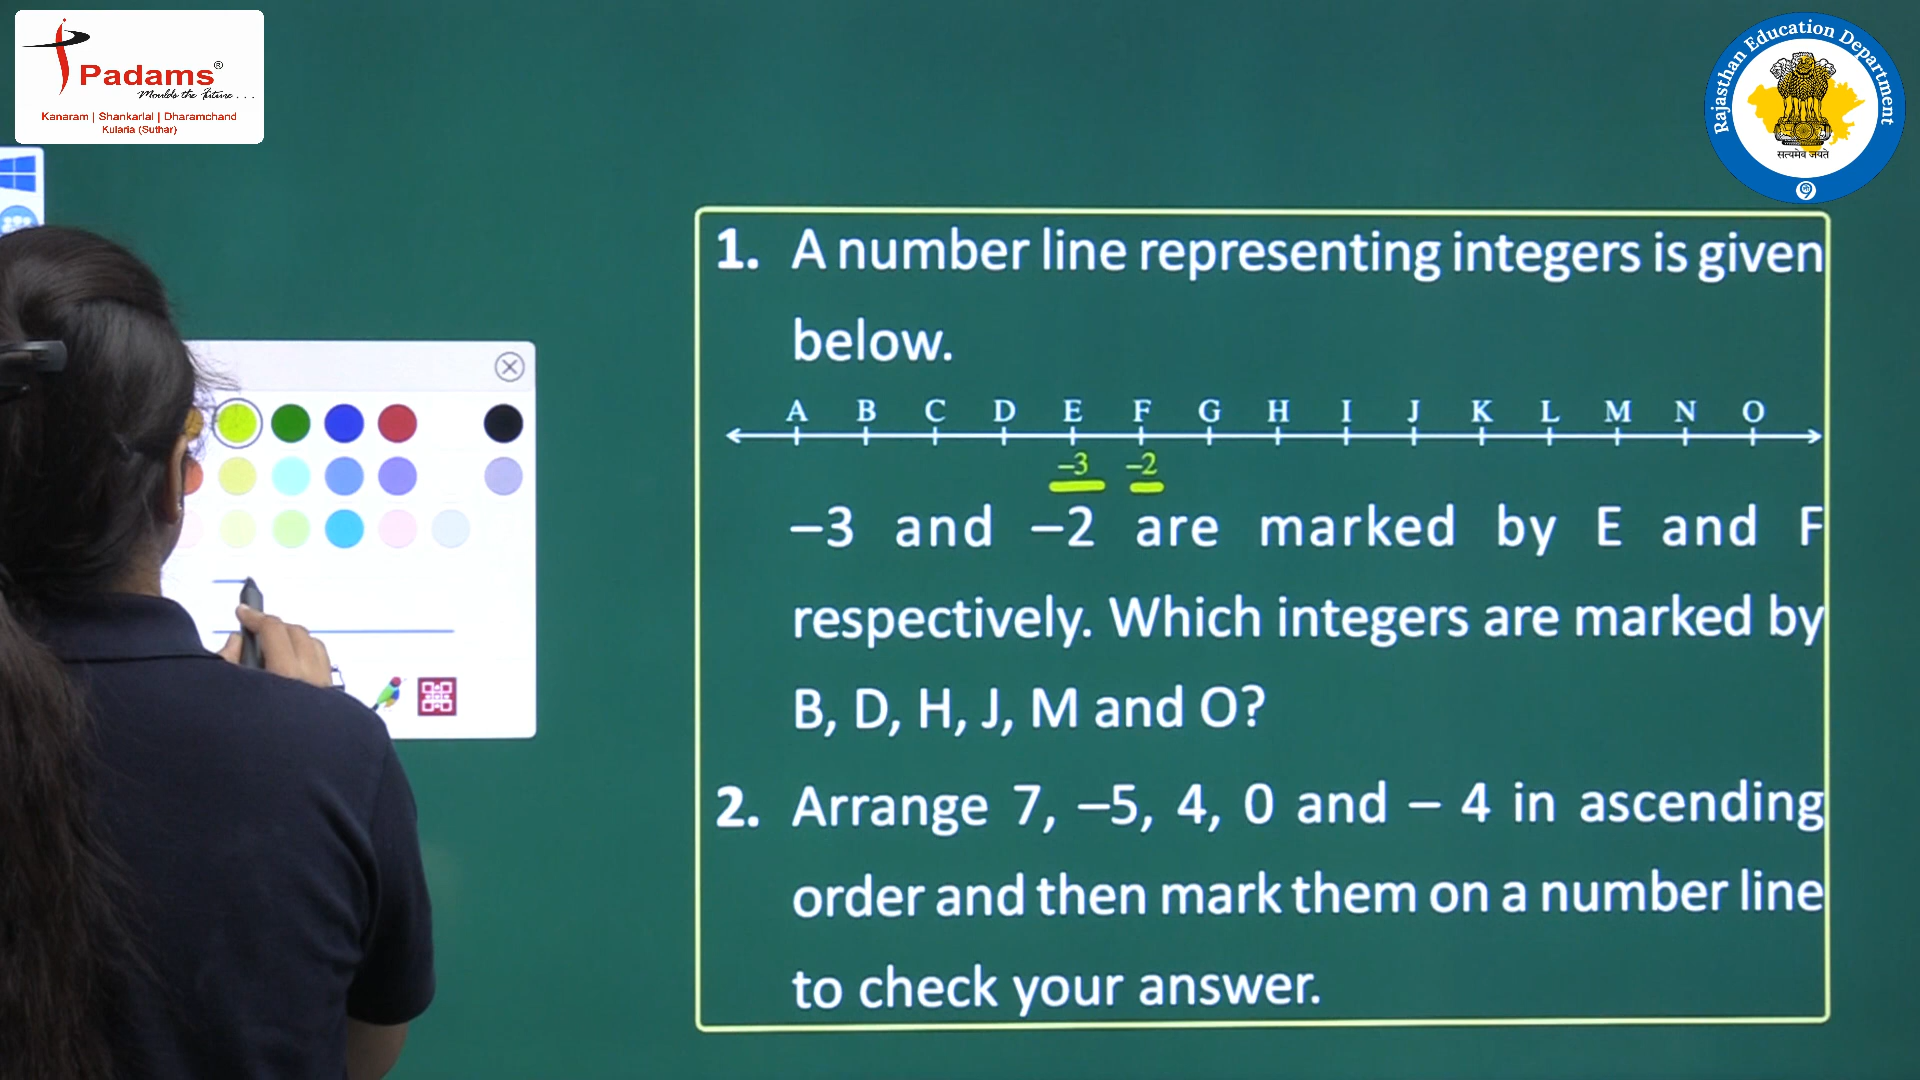 Padams®
Moulds the Future . . .
Kanaram | Shankarlal | Dharamchand
Kularia (Suthar)
Rajasthan Education Department
सत्यमेव जयते
1. A number line representing integers is given
below.
A B C D E F G H I J K L M N O
–3 –2
–3 and –2 are marked by E and F
respectively. Which integers are marked by
B, D, H, J, M and O?
2. Arrange 7, –5, 4, 0 and – 4 in ascending
order and then mark them on a number line
to check your answer.